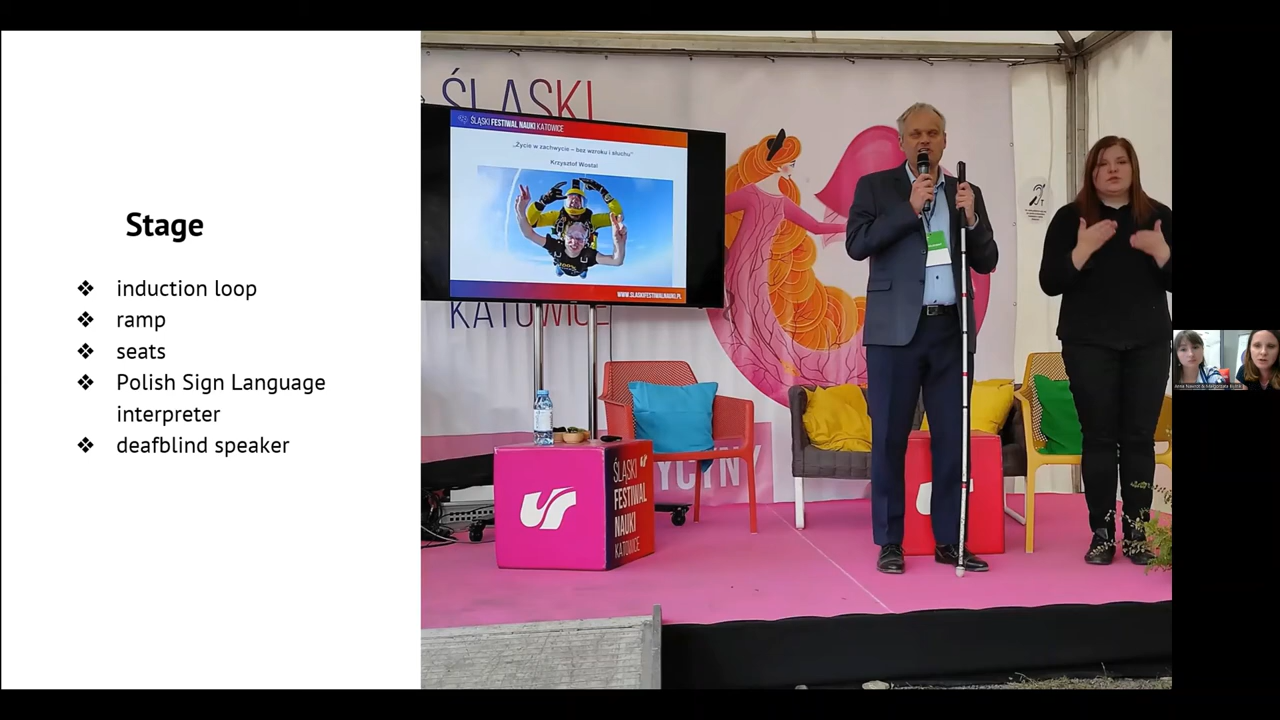 Stage
❖ induction loop
❖ ramp
❖ seats
❖ Polish Sign Language
interpreter
❖ deafblind speaker
ŚLĄSKI
KATOWICE
ŚLĄSKI FESTIWAL NAUKI KATOWICE
„Życie w zachwycie – bez wzroku i słuchu"
Krzysztof Wostal
WWW.SLASKIFESTIWALNAUKI.PL
YCYNY
ŚLĄSKI
FESTIWAL
NAUKI
KATOWICE
T